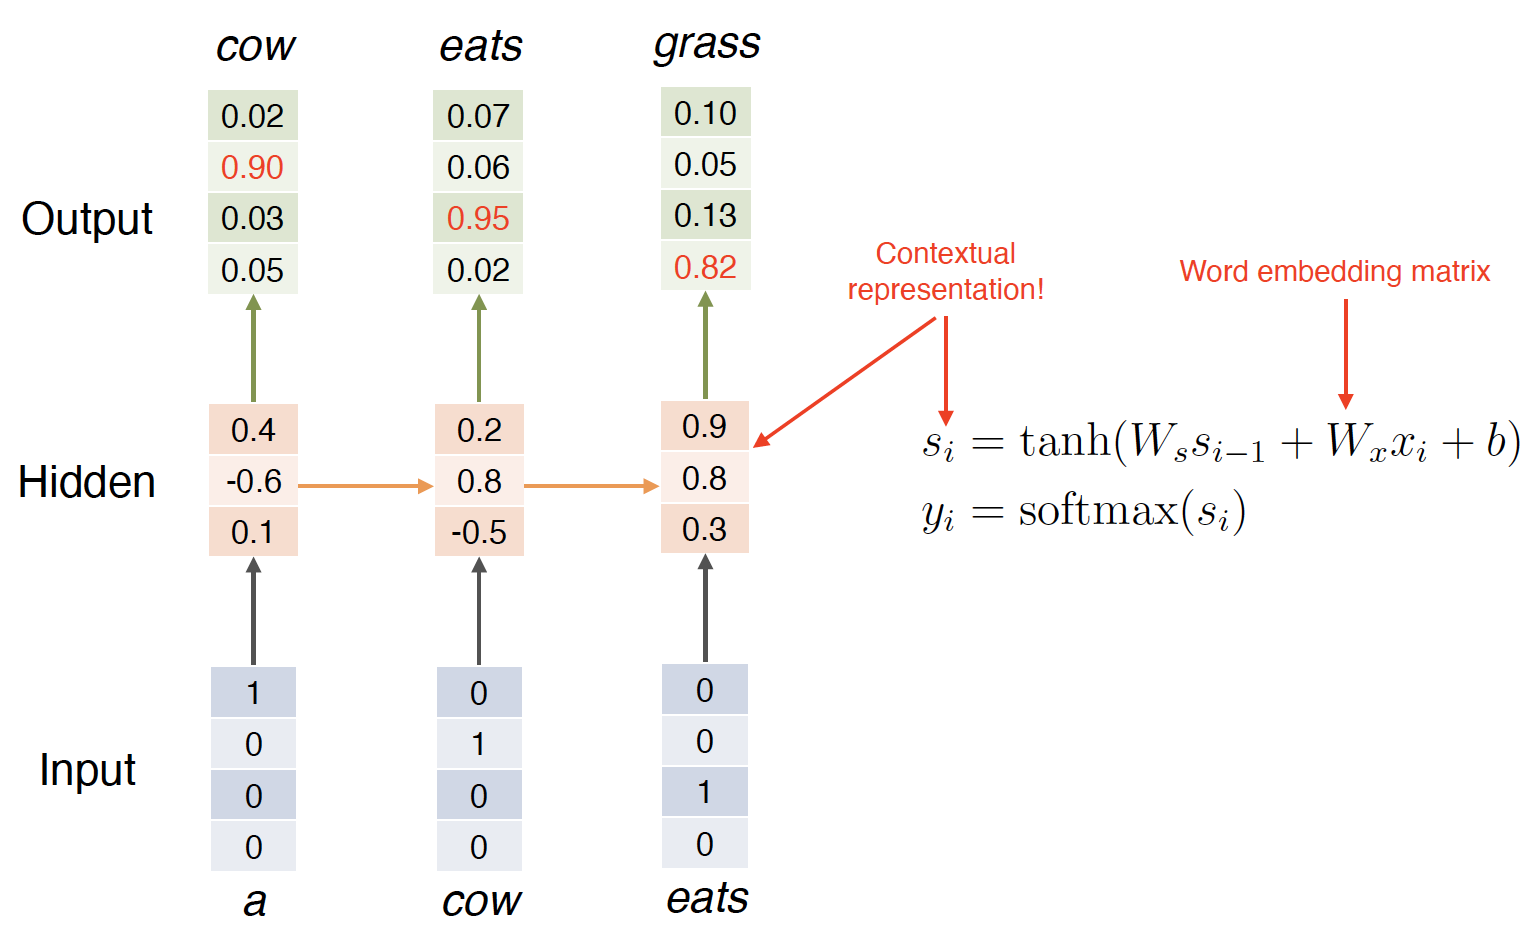 cow eats grass
0.02 0.07 0.10
0.90 0.06 0.05
Output 0.03 0.95 0.13
0.05 0.02 0.82
Contextual
representation!
Word embedding matrix
0.4 0.2 0.9
Hidden -0.6 0.8 0.8
0.1 -0.5 0.3
s_i = tanh(W_s s_{i-1} + W_x x_i + b)
y_i = softmax(s_i)
1 0 0
0 1 0
Input 0 0 1
0 0 0
a cow eats